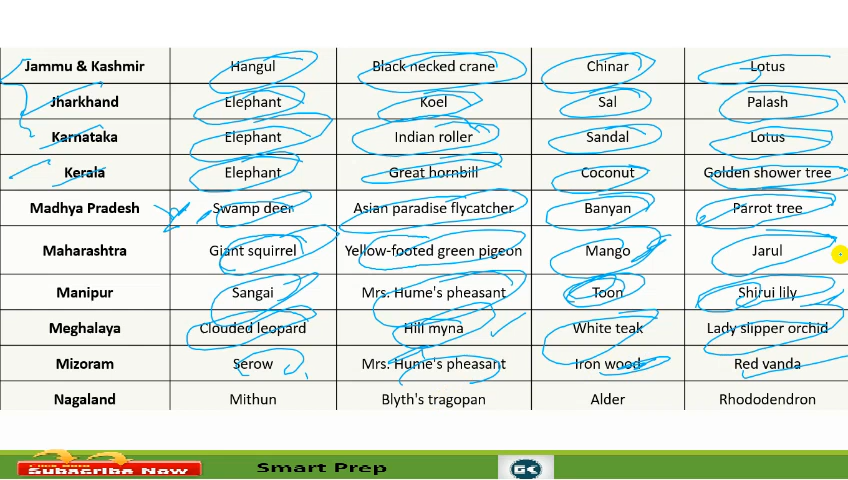 Jammu & Kashmir Hangul Black necked crane Chinar Lotus
Jharkhand Elephant Koel Sal Palash
Karnataka Elephant Indian roller Sandal Lotus
Kerala Elephant Great hornbill Coconut Golden shower tree
Madhya Pradesh Swamp deer Asian paradise flycatcher Banyan Parrot tree
Maharashtra Giant squirrel Yellow-footed green pigeon Mango Jarul
Manipur Sangai Mrs. Hume's pheasant Toon Shirui lily
Meghalaya Clouded leopard Hill myna White teak Lady slipper orchid
Mizoram Serow Mrs. Hume's pheasant Iron wood Red vanda
Nagaland Mithun Blyth's tragopan Alder Rhododendron
Subscribe Now Smart Prep GK